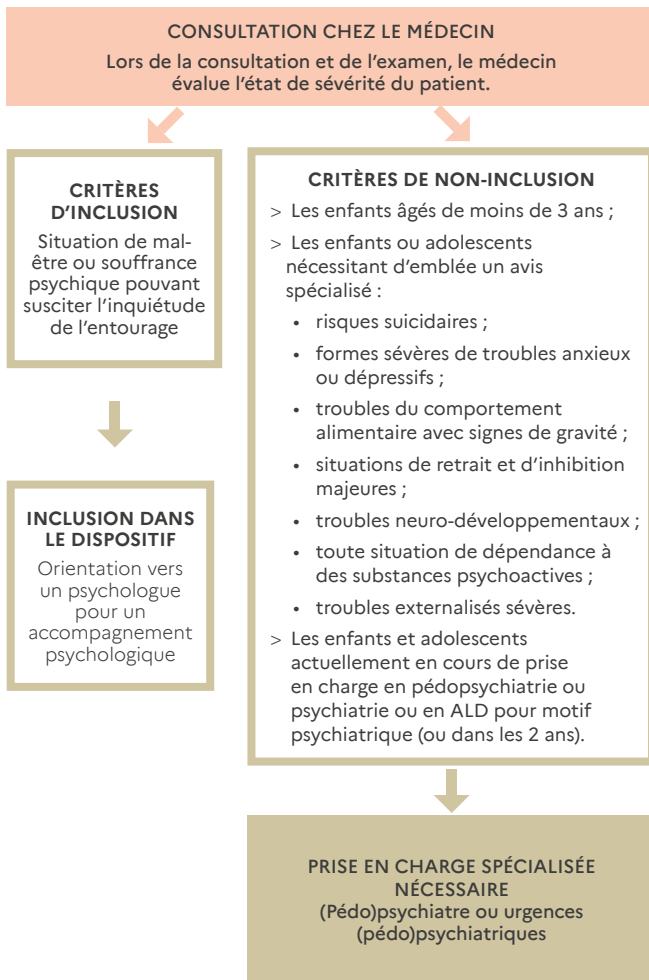 CONSULTATION CHEZ LE MÉDECIN
Lors de la consultation et de l’examen, le médecin
évalue l’état de sévérité du patient.
CRITÈRES
D’INCLUSION
Situation de mal-
être ou souffrance
psychique pouvant
susciter l’inquiétude
de l’entourage
INCLUSION DANS
LE DISPOSITIF
Orientation vers
un psychologue
pour un
accompagnement
psychologique
CRITÈRES DE NON-INCLUSION
> Les enfants âgés de moins de 3 ans ;
> Les enfants ou adolescents
nécessitant d’emblée un avis
spécialisé :
• risques suicidaires ;
• formes sévères de troubles anxieux
ou dépressifs ;
• troubles du comportement
alimentaire avec signes de gravité ;
• situations de retrait et d’inhibition
majeures ;
• troubles neuro-développementaux ;
• toute situation de dépendance à
des substances psychoactives ;
• troubles externalisés sévères.
> Les enfants et adolescents
actuellement en cours de prise
en charge en pédopsychiatrie ou
psychiatrie ou en ALD pour motif
psychiatrique (ou dans les 2 ans).
PRISE EN CHARGE SPÉCIALISÉE
NÉCESSAIRE
(Pédo)psychiatre ou urgences
(pédo)psychiatriques